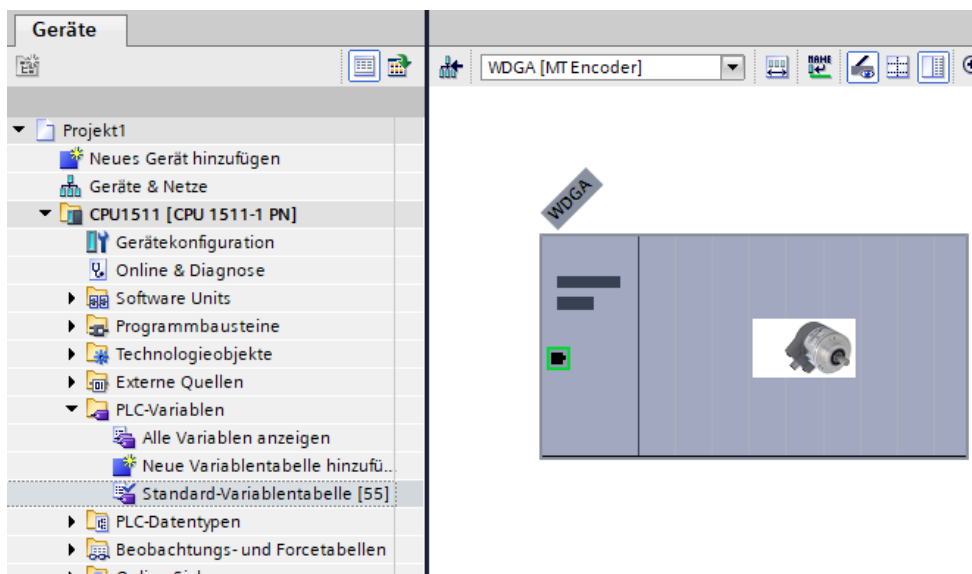 Geräte
WDGA [MT Encoder]
NAME
Projekt1
Neues Gerät hinzufügen
Geräte & Netze
CPU1511 [CPU 1511-1 PN]
Gerätekonfiguration
Online & Diagnose
Software Units
Programmbausteine
Technologieobjekte
Externe Quellen
PLC-Variablen
Alle Variablen anzeigen
Neue Variablentabelle hinzufü...
Standard-Variablentabelle [55]
PLC-Datentypen
Beobachtungs- und Forcetabellen
WDGA